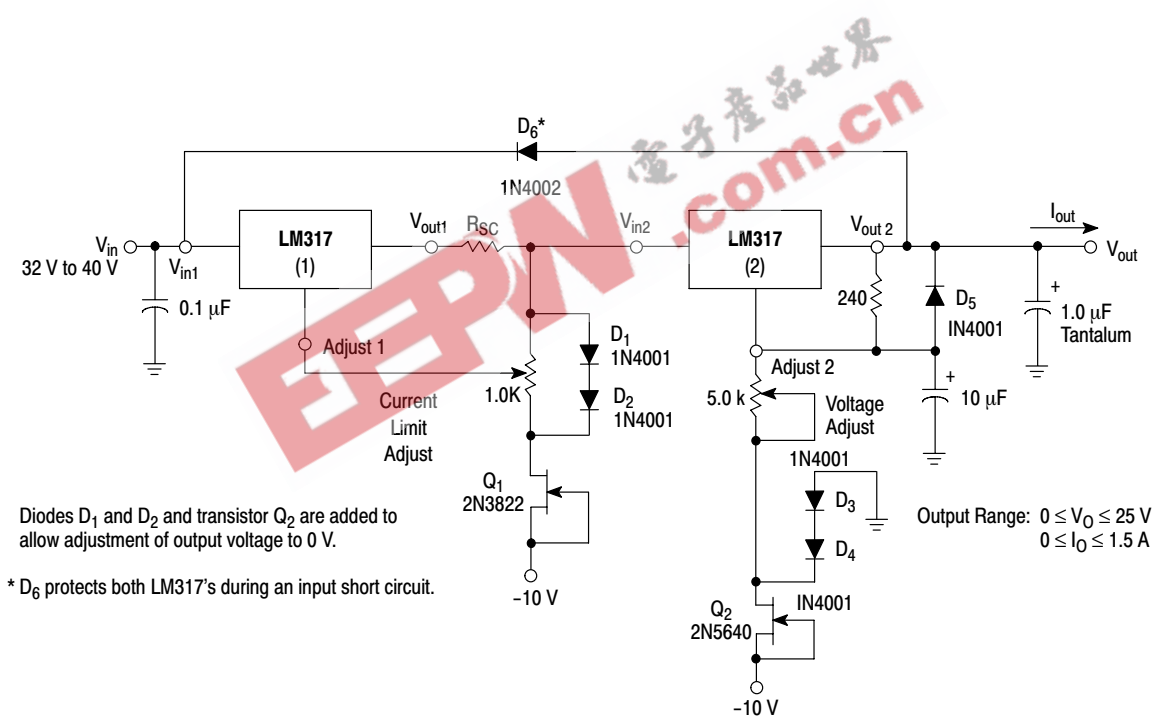 電子產品世界
EEPW.com.cn
D6*
1N4002
Vin
32 V to 40 V
Vin1
LM317
(1)
Vout1
RSC
Vin2
LM317
(2)
Vout 2
Iout
Vout
0.1 μF
Adjust 1
Current
Limit
Adjust
1.0K
D1
1N4001
D2
1N4001
240
D5
IN4001
+
1.0 μF
Tantalum
Adjust 2
5.0 k
Voltage
Adjust
+
10 μF
Q1
2N3822
–10 V
1N4001
D3
D4
IN4001
Q2
2N5640
–10 V
Output Range: 0 ≤ VO ≤ 25 V
0 ≤ IO ≤ 1.5 A
Diodes D1 and D2 and transistor Q2 are added to
allow adjustment of output voltage to 0 V.
* D6 protects both LM317's during an input short circuit.